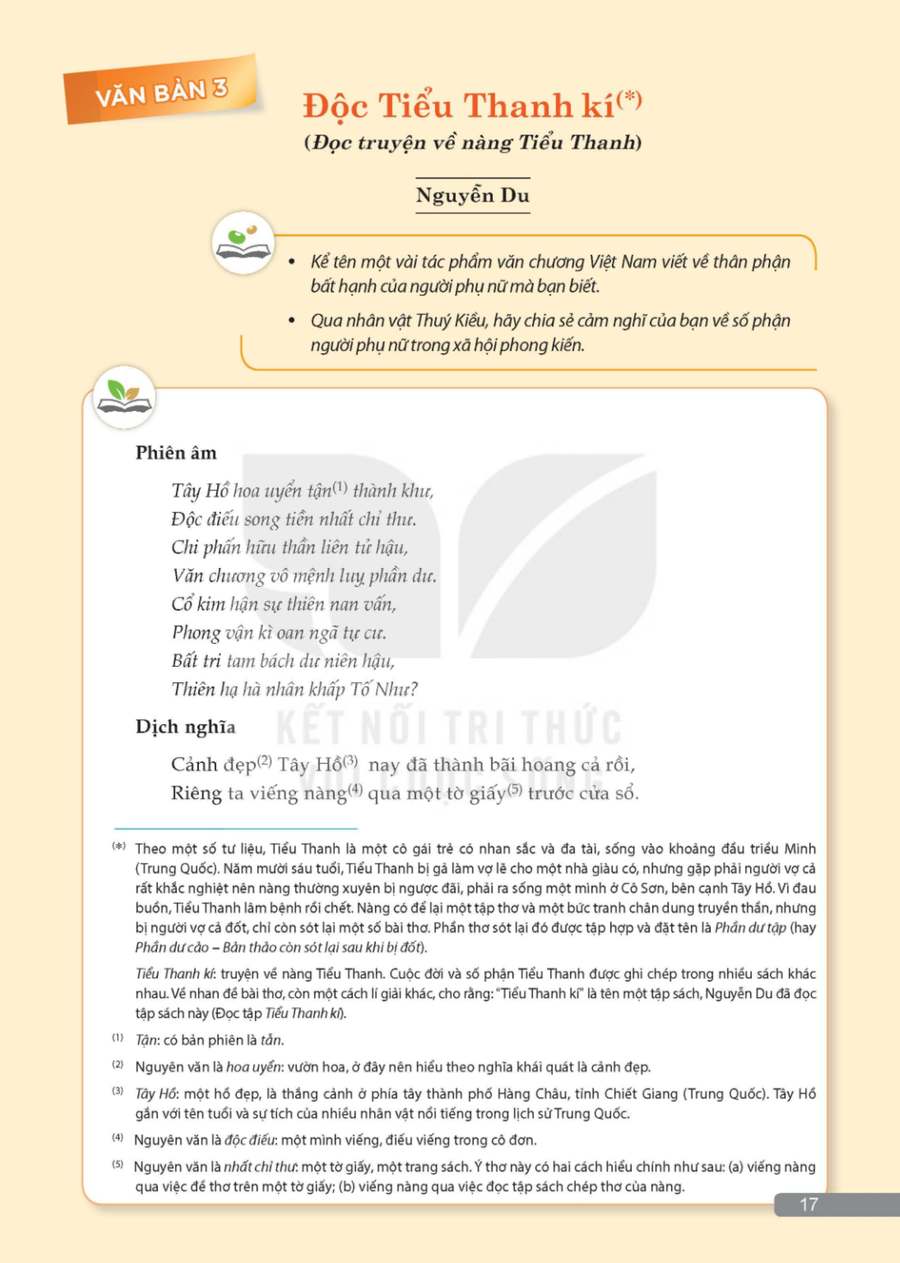 VĂN BẢN 3
Độc Tiểu Thanh kí(*)
(Đọc truyện về nàng Tiểu Thanh)
Nguyễn Du
• Kể tên một vài tác phẩm văn chương Việt Nam viết về thân phận
bất hạnh của người phụ nữ mà bạn biết.
• Qua nhân vật Thuý Kiều, hãy chia sẻ cảm nghĩ của bạn về số phận
người phụ nữ trong xã hội phong kiến.
Phiên âm
Tây Hồ hoa uyển tận(1) thành khư,
Độc điếu song tiền nhất chỉ thư.
Chi phấn hữu thần liên tử hậu,
Văn chương vô mệnh luỵ phần dư.
Cổ kim hận sự thiên nan vấn,
Phong vận kì oan ngã tự cư.
Bất tri tam bách dư niên hậu,
Thiên hạ hà nhân khấp Tố Như?
KẾT NỐI TRI THỨC
Dịch nghĩa
Cảnh đẹp(2) Tây Hồ(3) nay đã thành bãi hoang cả rồi,
VỚI CUỘC SỐNG
Riêng ta viếng nàng(4) qua một tờ giấy(5) trước cửa sổ.
(*) Theo một số tư liệu, Tiểu Thanh là một cô gái trẻ có nhan sắc và đa tài, sống vào khoảng đầu triều Minh
(Trung Quốc). Năm mười sáu tuổi, Tiểu Thanh bị gả làm vợ lẽ cho một nhà giàu có, nhưng gặp phải người vợ cả
rất khắc nghiệt nên nàng thường xuyên bị ngược đãi, phải ra sống một mình ở Cô Sơn, bên cạnh Tây Hồ. Vì đau
buồn, Tiểu Thanh lâm bệnh rồi chết. Nàng có để lại một tập thơ và một bức tranh chân dung truyền thần, nhưng
bị người vợ cả đốt, chỉ còn sót lại một số bài thơ. Phần thơ sót lại đó được tập hợp và đặt tên là Phần dư tập (hay
Phần dư cảo – Bản thảo còn sót lại sau khi bị đốt).
Tiểu Thanh kí: truyện về nàng Tiểu Thanh. Cuộc đời và số phận Tiểu Thanh được ghi chép trong nhiều sách khác
nhau. Về nhan đề bài thơ, còn một cách lí giải khác, cho rằng: “Tiểu Thanh kí” là tên một tập sách, Nguyễn Du đã đọc
tập sách này (Đọc tập Tiểu Thanh kí).
(1) Tận: có bản phiên là tẫn.
(2) Nguyên văn là hoa uyển: vườn hoa, ở đây nên hiểu theo nghĩa khái quát là cảnh đẹp.
(3) Tây Hồ: một hồ đẹp, là thắng cảnh ở phía tây thành phố Hàng Châu, tỉnh Chiết Giang (Trung Quốc). Tây Hồ
gắn với tên tuổi và sự tích của nhiều nhân vật nổi tiếng trong lịch sử Trung Quốc.
(4) Nguyên văn là độc điếu: một mình viếng, điếu viếng trong cô đơn.
(5) Nguyên văn là nhất chỉ thư: một tờ giấy, một trang sách. Ý thơ này có hai cách hiểu chính như sau: (a) viếng nàng
qua việc đề thơ trên một tờ giấy; (b) viếng nàng qua việc đọc tập sách chép thơ của nàng.
17